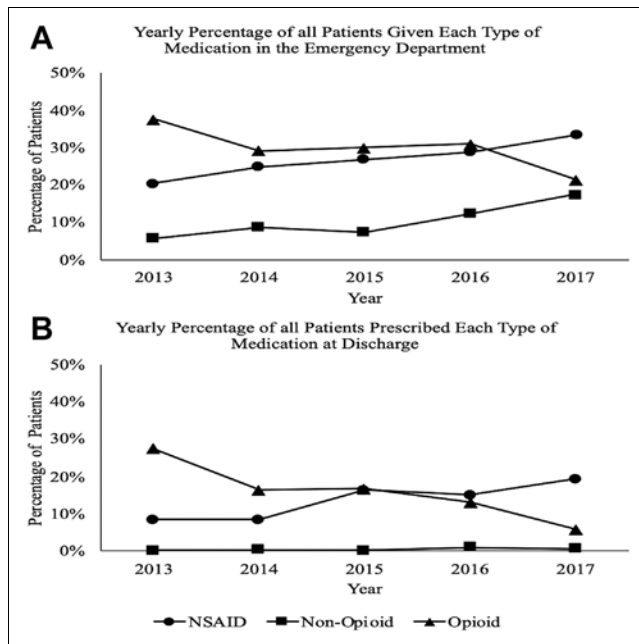 A
Yearly Percentage of all Patients Given Each Type of
Medication in the Emergency Department
Percentage of Patients
50%
40%
30%
20%
10%
0%
2013 2014 2015 2016 2017
Year
B
Yearly Percentage of all Patients Prescribed Each Type of
Medication at Discharge
Percentage of Patients
50%
40%
30%
20%
10%
0%
2013 2014 2015 2016 2017
Year
NSAID Non-Opioid Opioid